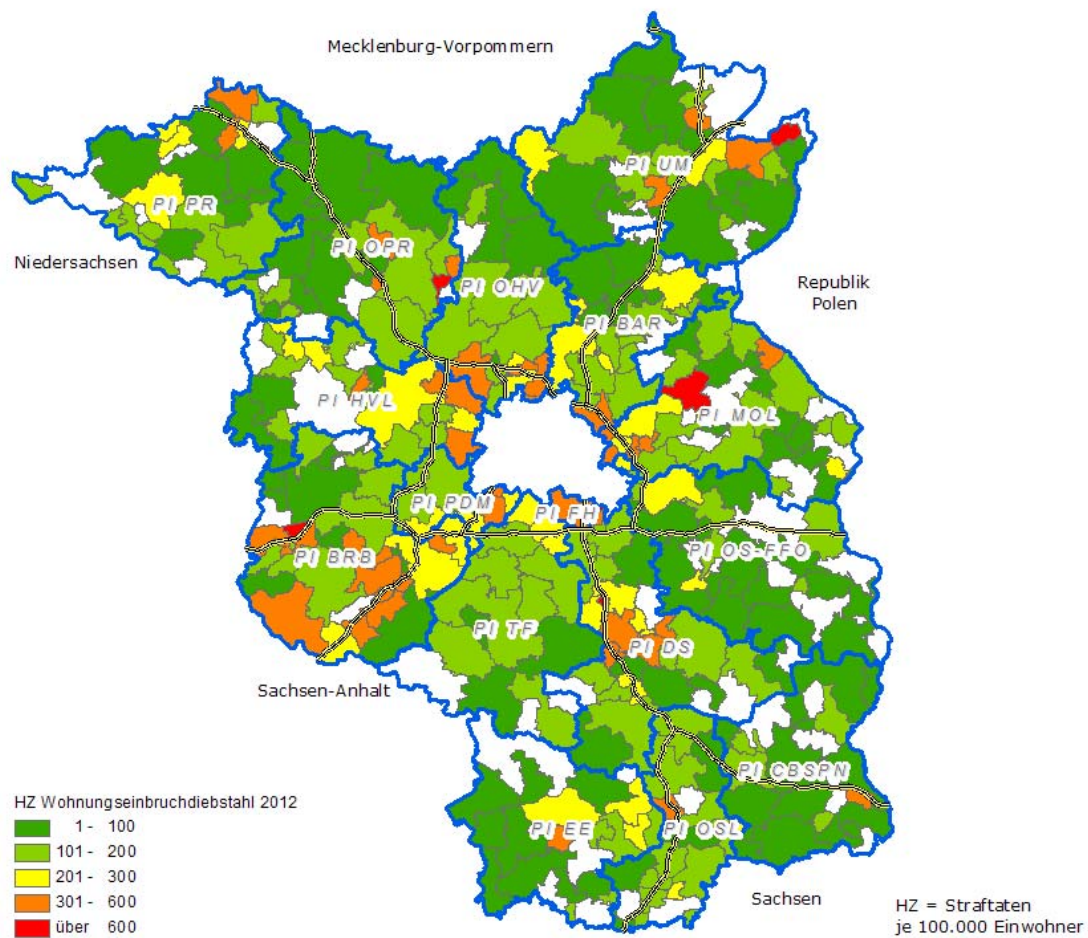 Mecklenburg-Vorpommern
PI UM
PI PR
PI OPR
Niedersachsen
PI OHV
Republik
Polen
PI BAR
PI HVL
PI MOL
PI PDM
PI FH
PI BRB
PI OS-FFO
PI TF
PI DS
Sachsen-Anhalt
PI CBSPN
PI EE
PI OSL
HZ Wohnungseinbruchdiebstahl 2012
1 - 100
101 - 200
201 - 300
301 - 600
über 600
Sachsen
HZ = Straftaten
je 100.000 Einwohner